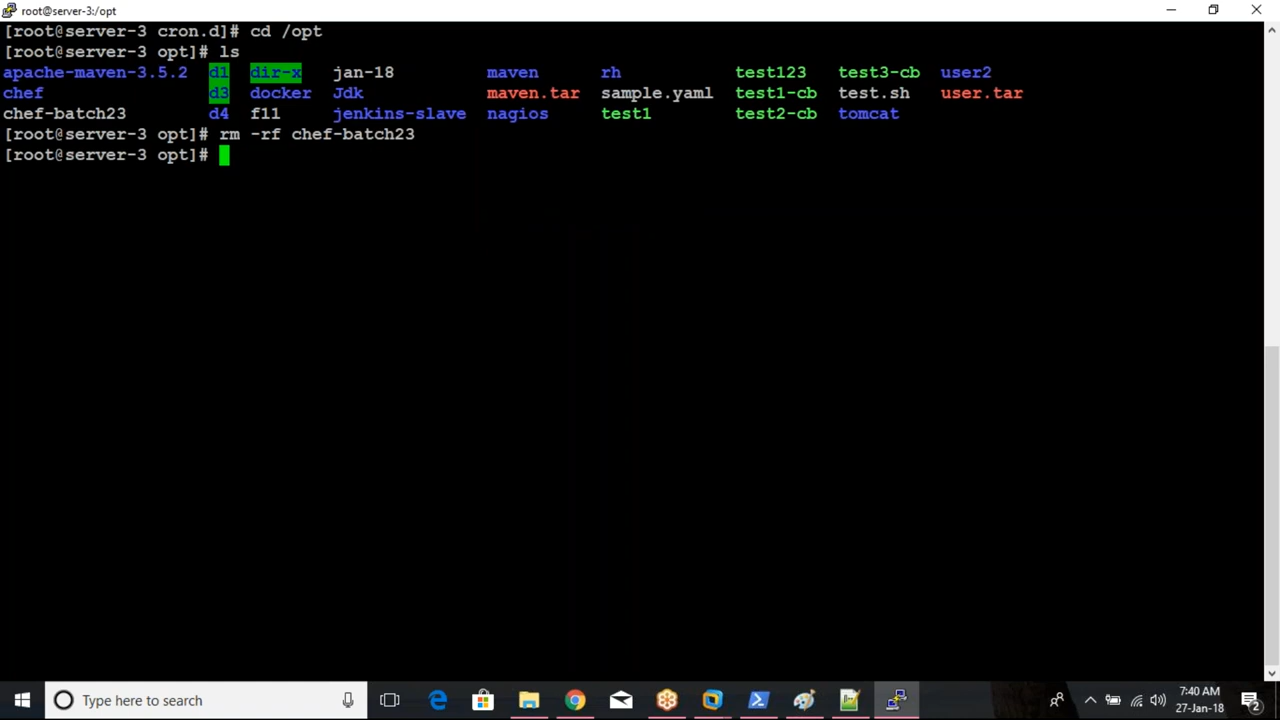 root@server-3:/opt
[root@server-3 cron.d]# cd /opt
[root@server-3 opt]# ls
apache-maven-3.5.2 d1 dir-x jan-18 maven rh test123 test3-cb user2
chef d3 docker Jdk maven.tar sample.yaml test1-cb test.sh user.tar
chef-batch23 d4 f11 jenkins-slave nagios test1 test2-cb tomcat
[root@server-3 opt]# rm -rf chef-batch23
[root@server-3 opt]#
Type here to search
7:40 AM
27-Jan-18
2